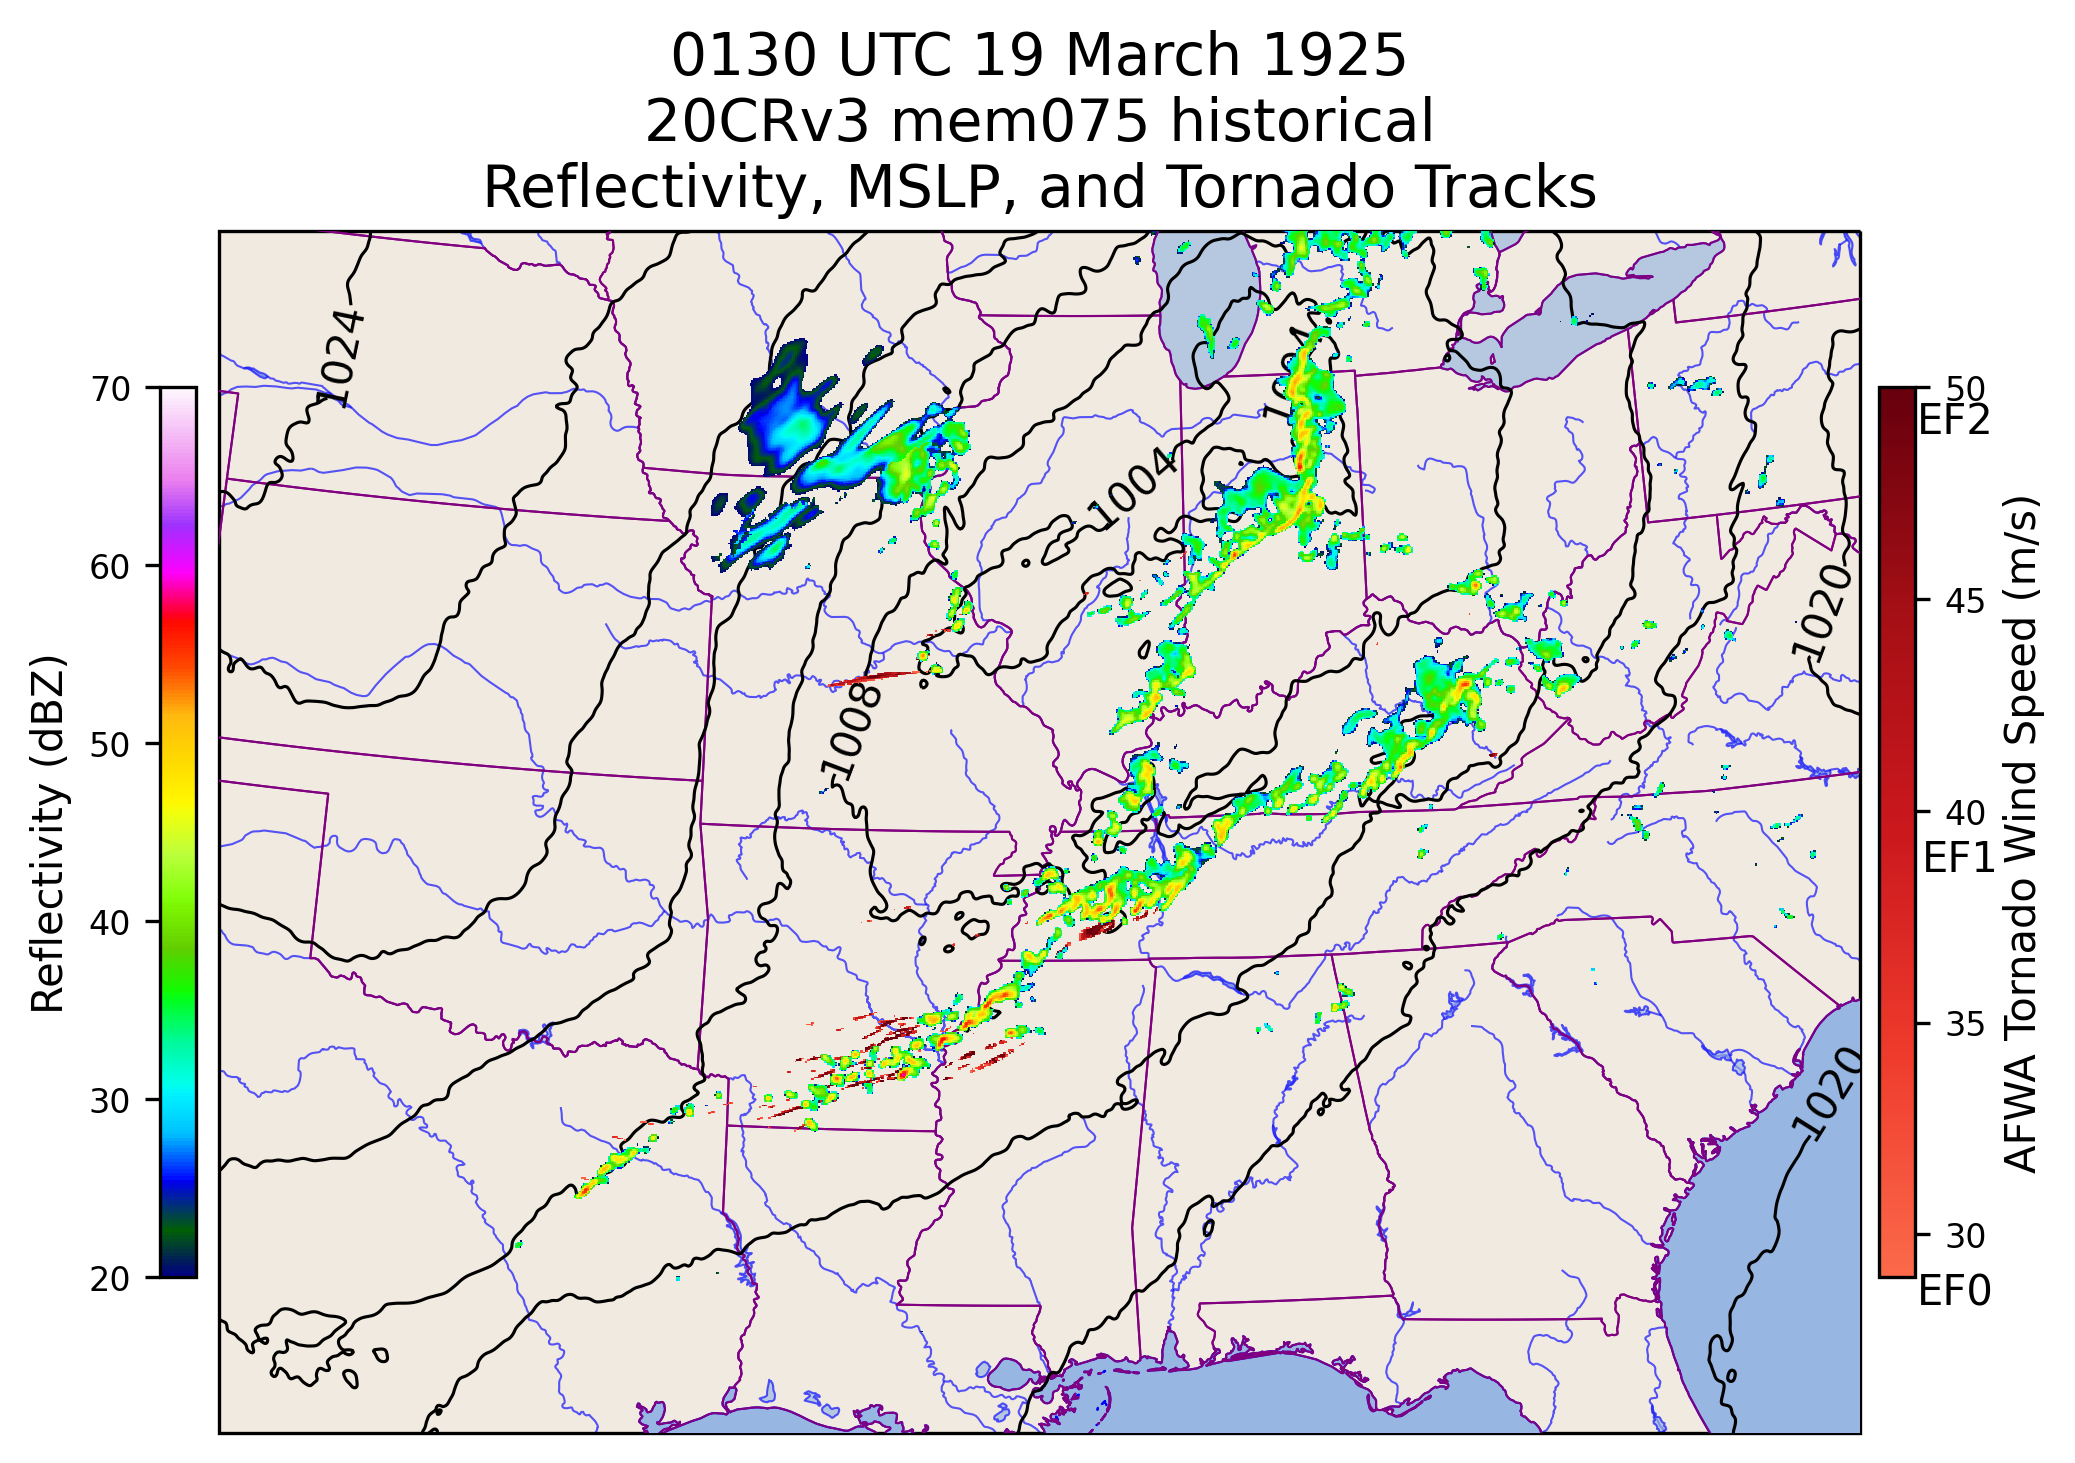 0130 UTC 19 March 1925
20CRv3 mem075 historical
Reflectivity, MSLP, and Tornado Tracks
Reflectivity (dBZ)
70
60
50
40
30
20
1024
1004
1004
1008
1020
1020
50
EF2
45
40
EF1
35
30
EF0
AFWA Tornado Wind Speed (m/s)